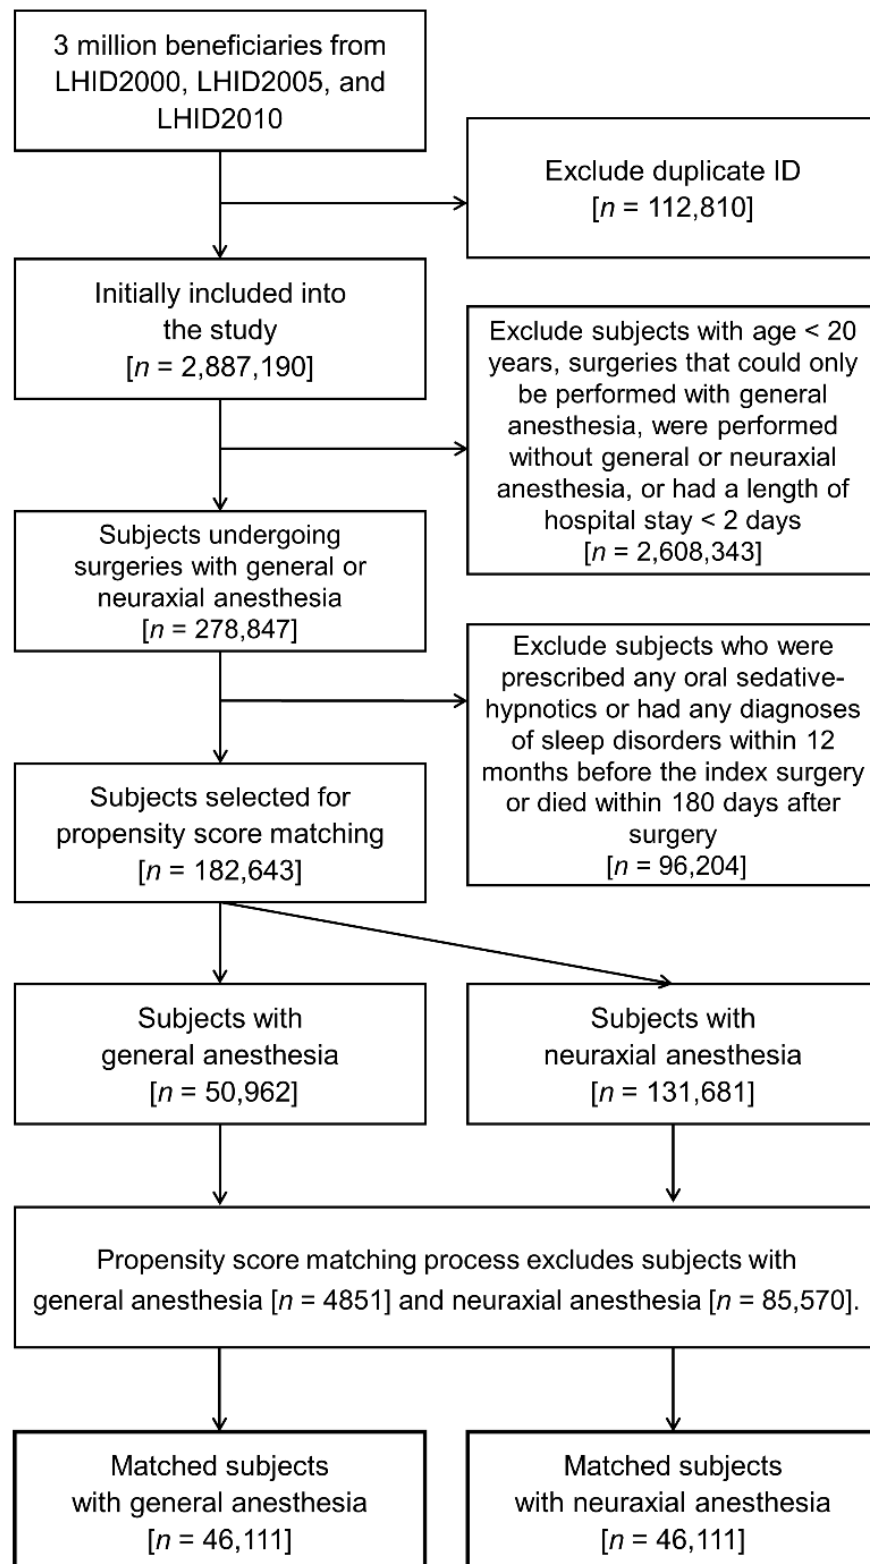 3 million beneficiaries from
LHID2000, LHID2005, and
LHID2010
Exclude duplicate ID
[n = 112,810]
Initially included into
the study
[n = 2,887,190]
Exclude subjects with age < 20
years, surgeries that could only
be performed with general
anesthesia, were performed
without general or neuraxial
anesthesia, or had a length of
hospital stay < 2 days
[n = 2,608,343]
Subjects undergoing
surgeries with general or
neuraxial anesthesia
[n = 278,847]
Exclude subjects who were
prescribed any oral sedative-
hypnotics or had any diagnoses
of sleep disorders within 12
months before the index surgery
or died within 180 days after
surgery
[n = 96,204]
Subjects selected for
propensity score matching
[n = 182,643]
Subjects with
general anesthesia
[n = 50,962]
Subjects with
neuraxial anesthesia
[n = 131,681]
Propensity score matching process excludes subjects with
general anesthesia [n = 4851] and neuraxial anesthesia [n = 85,570].
Matched subjects
with general anesthesia
[n = 46,111]
Matched subjects
with neuraxial anesthesia
[n = 46,111]